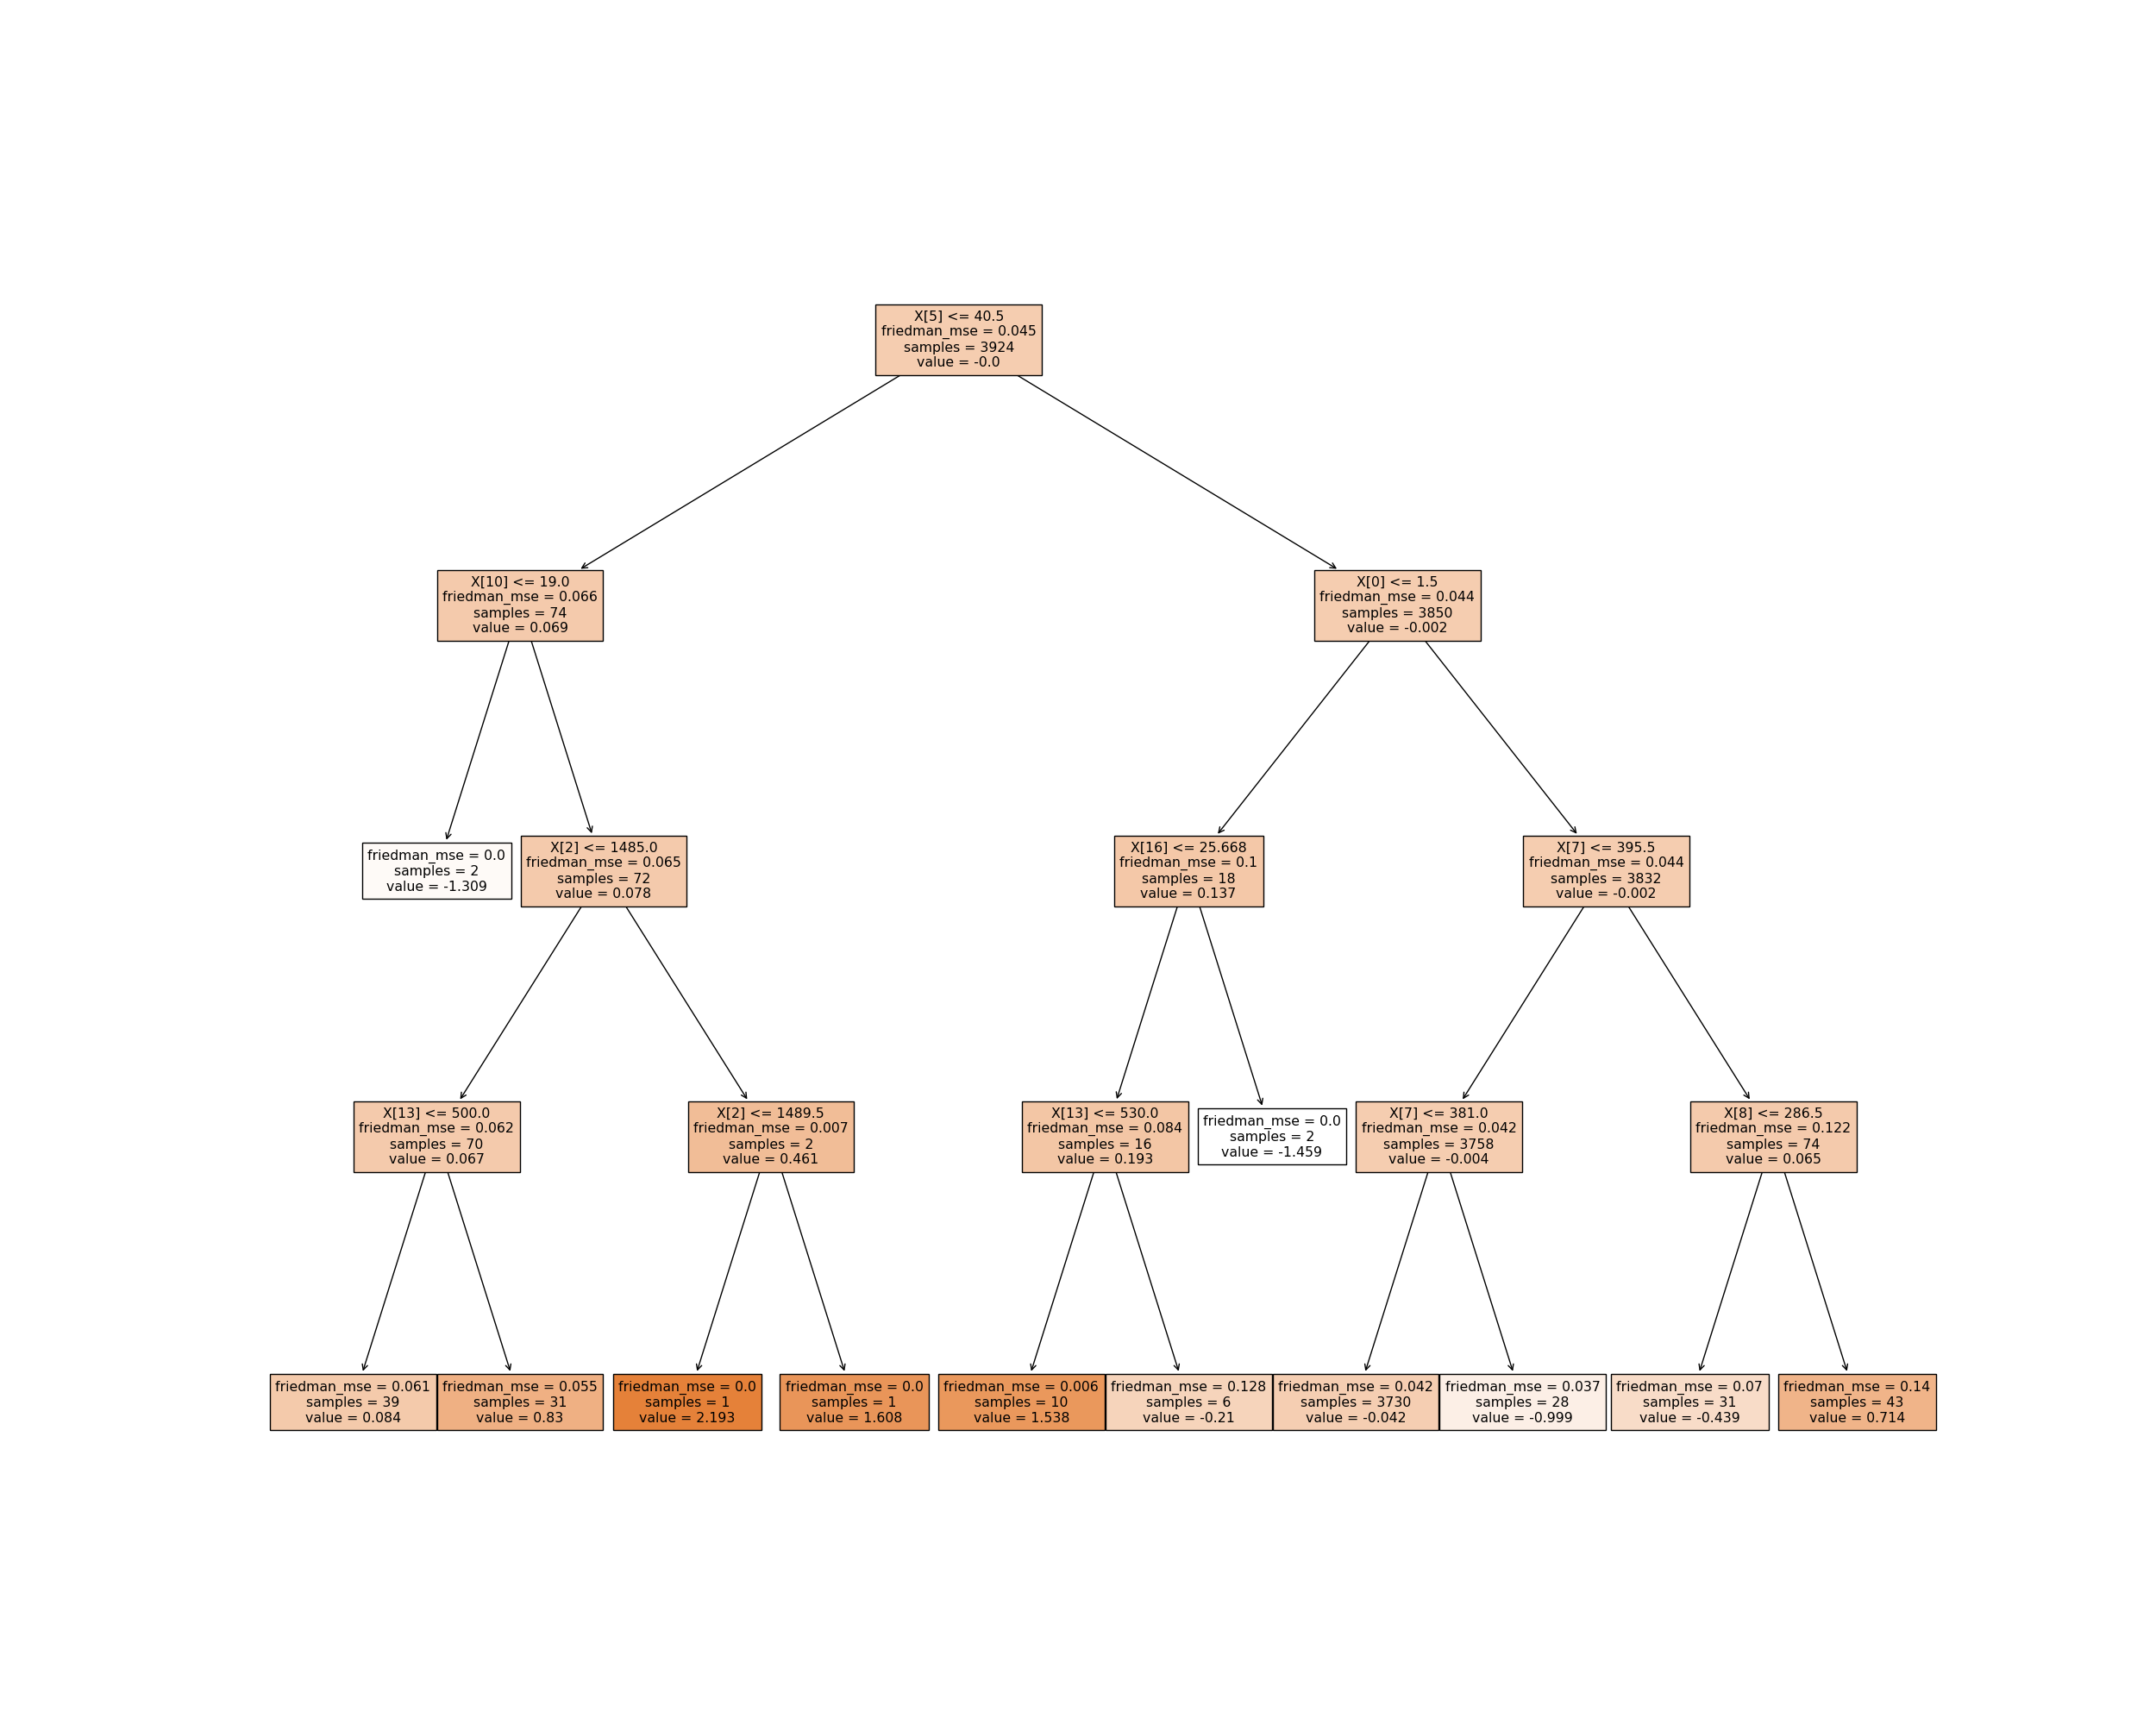 X[5] <= 40.5
friedman_mse = 0.045
samples = 3924
value = -0.0
X[10] <= 19.0
friedman_mse = 0.066
samples = 74
value = 0.069
X[0] <= 1.5
friedman_mse = 0.044
samples = 3850
value = -0.002
friedman_mse = 0.0
samples = 2
value = -1.309
X[2] <= 1485.0
friedman_mse = 0.065
samples = 72
value = 0.078
X[16] <= 25.668
friedman_mse = 0.1
samples = 18
value = 0.137
X[7] <= 395.5
friedman_mse = 0.044
samples = 3832
value = -0.002
X[13] <= 500.0
friedman_mse = 0.062
samples = 70
value = 0.067
X[2] <= 1489.5
friedman_mse = 0.007
samples = 2
value = 0.461
X[13] <= 530.0
friedman_mse = 0.084
samples = 16
value = 0.193
friedman_mse = 0.0
samples = 2
value = -1.459
X[7] <= 381.0
friedman_mse = 0.042
samples = 3758
value = -0.004
X[8] <= 286.5
friedman_mse = 0.122
samples = 74
value = 0.065
friedman_mse = 0.061
samples = 39
value = 0.084
friedman_mse = 0.055
samples = 31
value = 0.83
friedman_mse = 0.0
samples = 1
value = 2.193
friedman_mse = 0.0
samples = 1
value = 1.608
friedman_mse = 0.006
samples = 10
value = 1.538
friedman_mse = 0.128
samples = 6
value = -0.21
friedman_mse = 0.042
samples = 3730
value = -0.042
friedman_mse = 0.037
samples = 28
value = -0.999
friedman_mse = 0.07
samples = 31
value = -0.439
friedman_mse = 0.14
samples = 43
value = 0.714